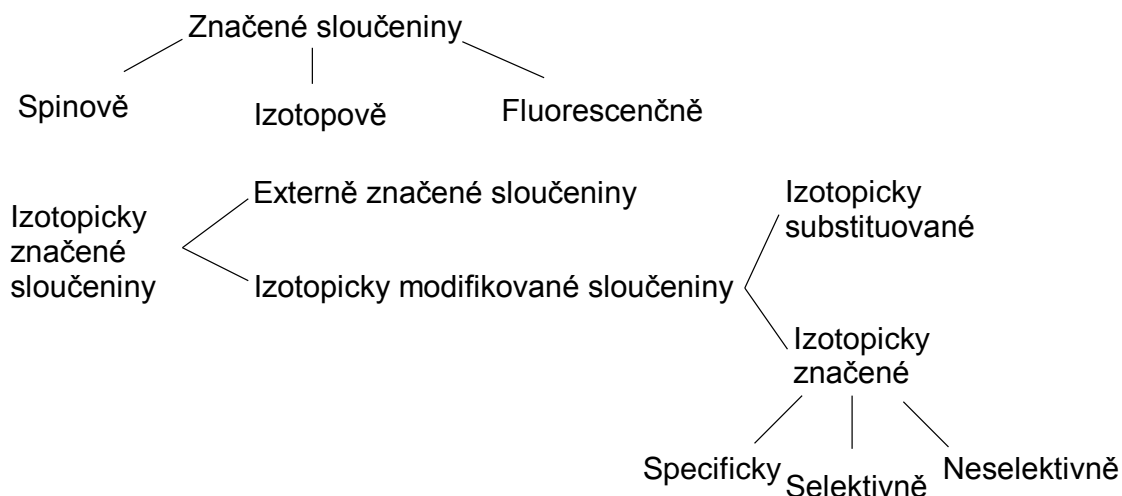 Značené sloučeniny
Spinově
Izotopově
Fluorescenčně
Izotopicky
značené
sloučeniny
Externě značené sloučeniny
Izotopicky modifikované sloučeniny
Izotopicky
substituované
Izotopicky
značené
Specificky
Selektivně
Neselektivně